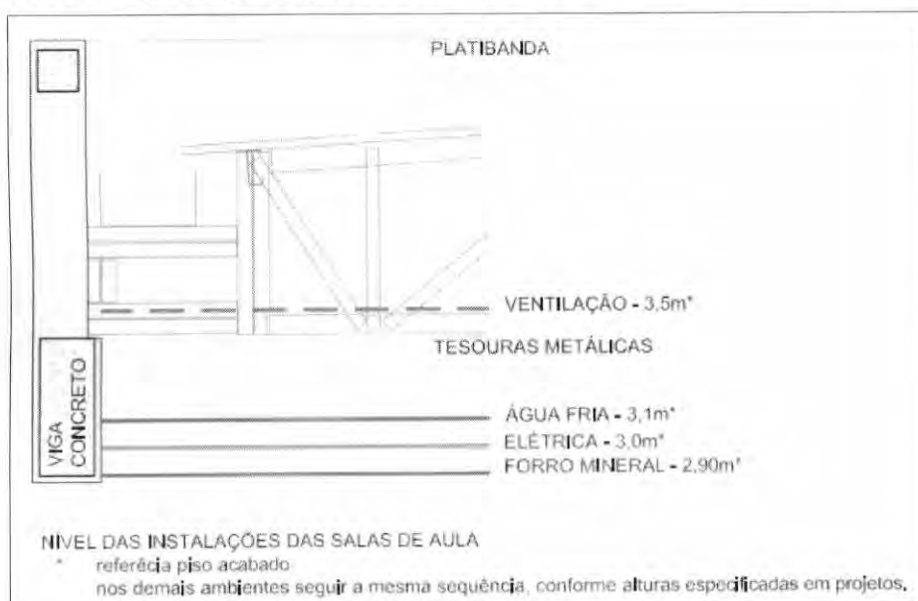 PLATIBANDA
VENTILAÇÃO - 3,5m*
TESOURAS METÁLICAS
VIGA
CONCRETO
ÁGUA FRIA - 3,1m*
ELÉTRICA - 3,0m*
FORRO MINERAL - 2,90m*
NÍVEL DAS INSTALAÇÕES DAS SALAS DE AULA
* referêcia piso acabado
nos demais ambientes seguir a mesma sequência, conforme alturas especificadas em projetos.